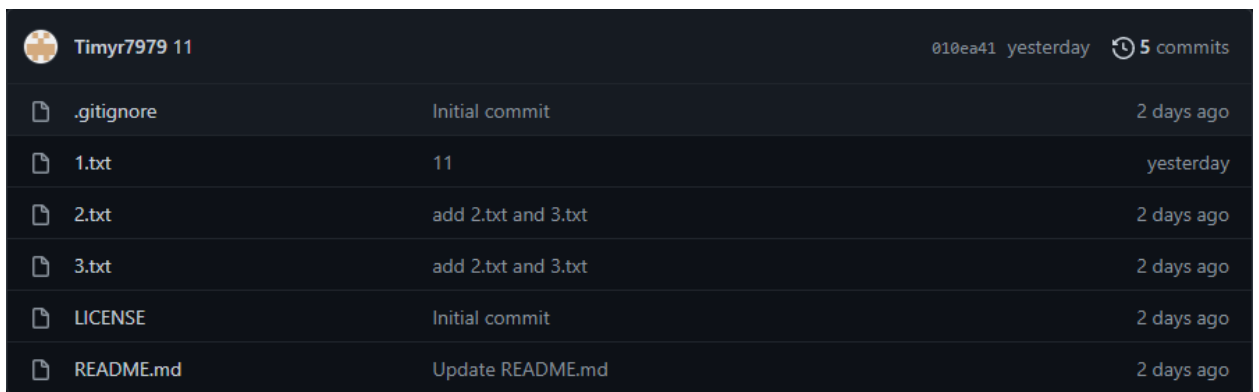 Timyr7979 11 010ea41 yesterday 5 commits
.gitignore Initial commit 2 days ago
1.txt 11 yesterday
2.txt add 2.txt and 3.txt 2 days ago
3.txt add 2.txt and 3.txt 2 days ago
LICENSE Initial commit 2 days ago
README.md Update README.md 2 days ago